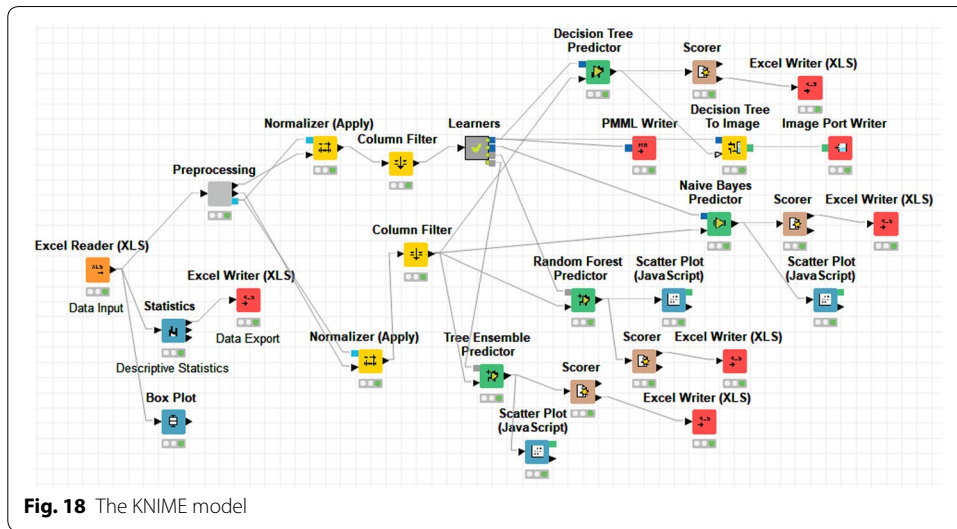 Decision Tree
Predictor
Scorer
Excel Writer (XLS)
Normalizer (Apply)
Column Filter
Learners
PMML Writer
Decision Tree
To Image
Image Port Writer
Preprocessing
Naive Bayes
Predictor
Scorer
Excel Writer (XLS)
Excel Reader (XLS)
XLS
Data Input
Column Filter
Excel Writer (XLS)
Data Export
Statistics
Descriptive Statistics
Random Forest
Predictor
Scatter Plot
(JavaScript)
Scatter Plot
(JavaScript)
Normalizer (Apply)
Tree Ensemble
Predictor
Scorer
Excel Writer (XLS)
Scorer
Excel Writer (XLS)
Box Plot
Scatter Plot
(JavaScript)
Fig. 18 The KNIME model